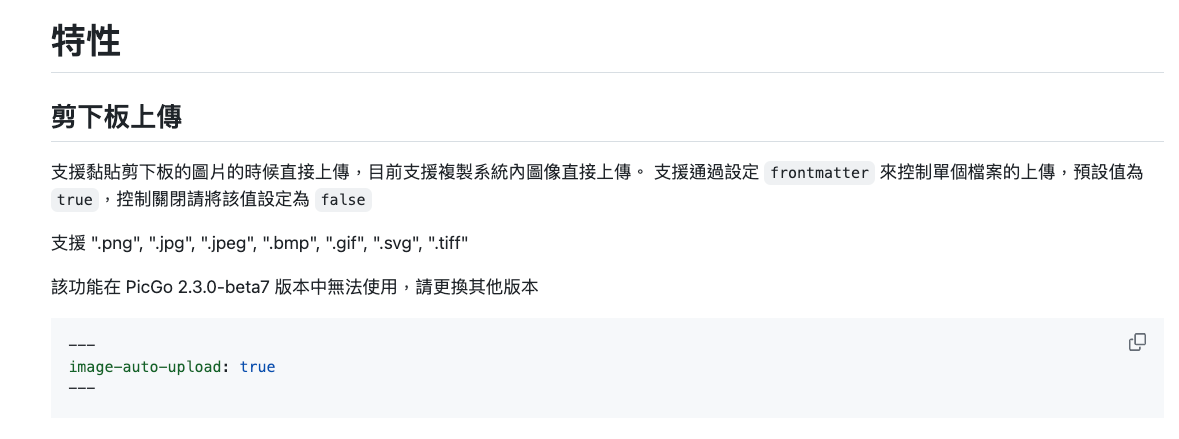 特性
剪下板上傳
支援黏貼剪下板的圖片的時候直接上傳，目前支援複製系統內圖像直接上傳。 支援通過設定 frontmatter 來控制單個檔案的上傳，預設值為
true，控制關閉請將該值設定為 false
支援 ".png", ".jpg", ".jpeg", ".bmp", ".gif", ".svg", ".tiff"
該功能在 PicGo 2.3.0-beta7 版本中無法使用，請更換其他版本
---
image-auto-upload: true
---